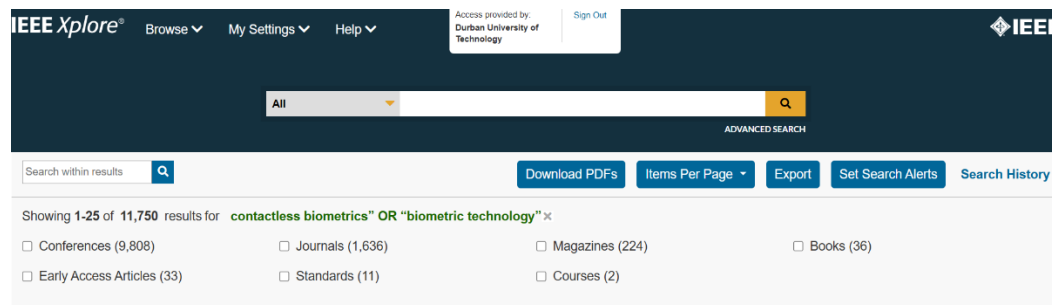 IEEE Xplore® Browse My Settings Help
Access provided by:
Durban University of
Technology
Sign Out
IEEE
All
ADVANCED SEARCH
Search within results
Download PDFs Items Per Page Export Set Search Alerts Search History
Showing 1-25 of 11,750 results for contactless biometrics” OR “biometric technology” ×
Conferences (9,808) Journals (1,636) Magazines (224) Books (36)
Early Access Articles (33) Standards (11) Courses (2)